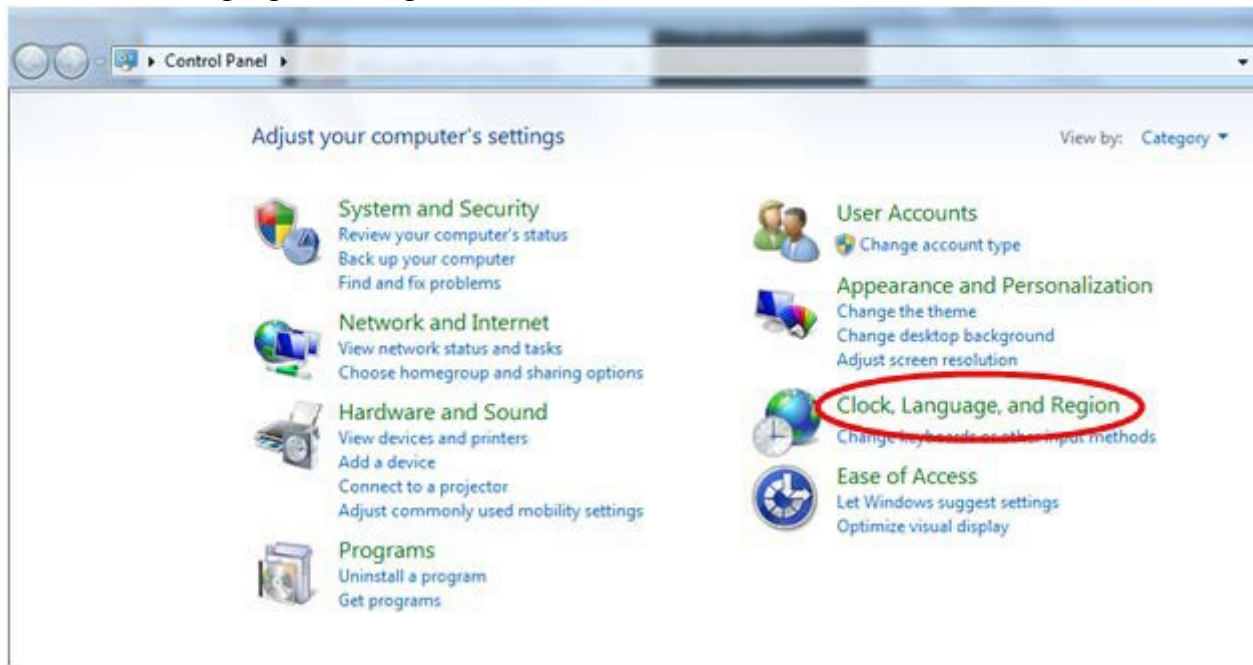 Control Panel
Adjust your computer's settings
View by: Category
System and Security
Review your computer's status
Back up your computer
Find and fix problems
Network and Internet
View network status and tasks
Choose homegroup and sharing options
Hardware and Sound
View devices and printers
Add a device
Connect to a projector
Adjust commonly used mobility settings
Programs
Uninstall a program
Get programs
User Accounts
Change account type
Appearance and Personalization
Change the theme
Change desktop background
Adjust screen resolution
Clock, Language, and Region
Change keyboards or other input methods
Ease of Access
Let Windows suggest settings
Optimize visual display